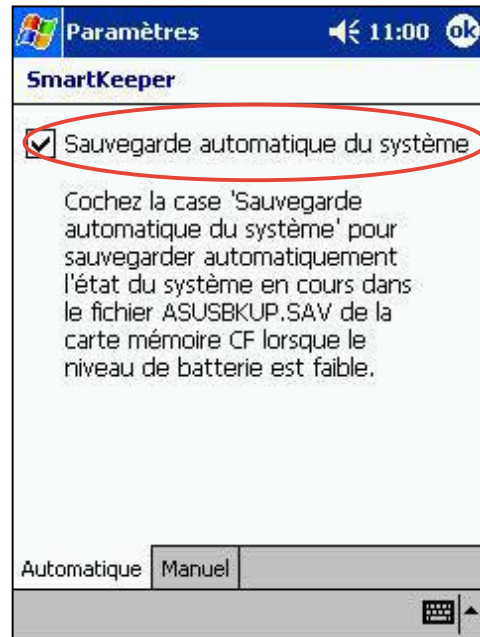 Paramètres 11:00 ok
SmartKeeper
Sauvegarde automatique du système
Cochez la case 'Sauvegarde
automatique du système' pour
sauvegarder automatiquement
l'état du système en cours dans
le fichier ASUSBKUP.SAV de la
carte mémoire CF lorsque le
niveau de batterie est faible.
Automatique Manuel